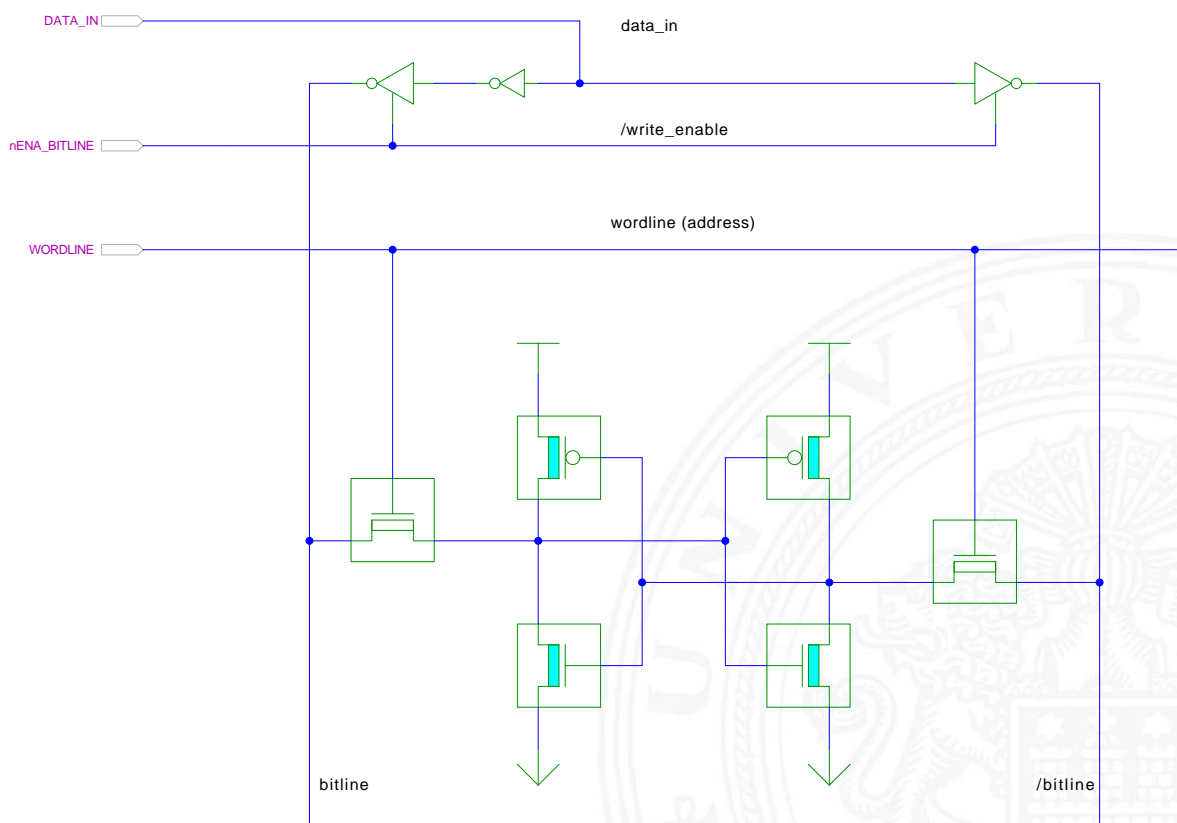 DATA_IN
data_in
/write_enable
nENA_BITLINE
wordline (address)
WORDLINE
U N I V E R
bitline
/bitline